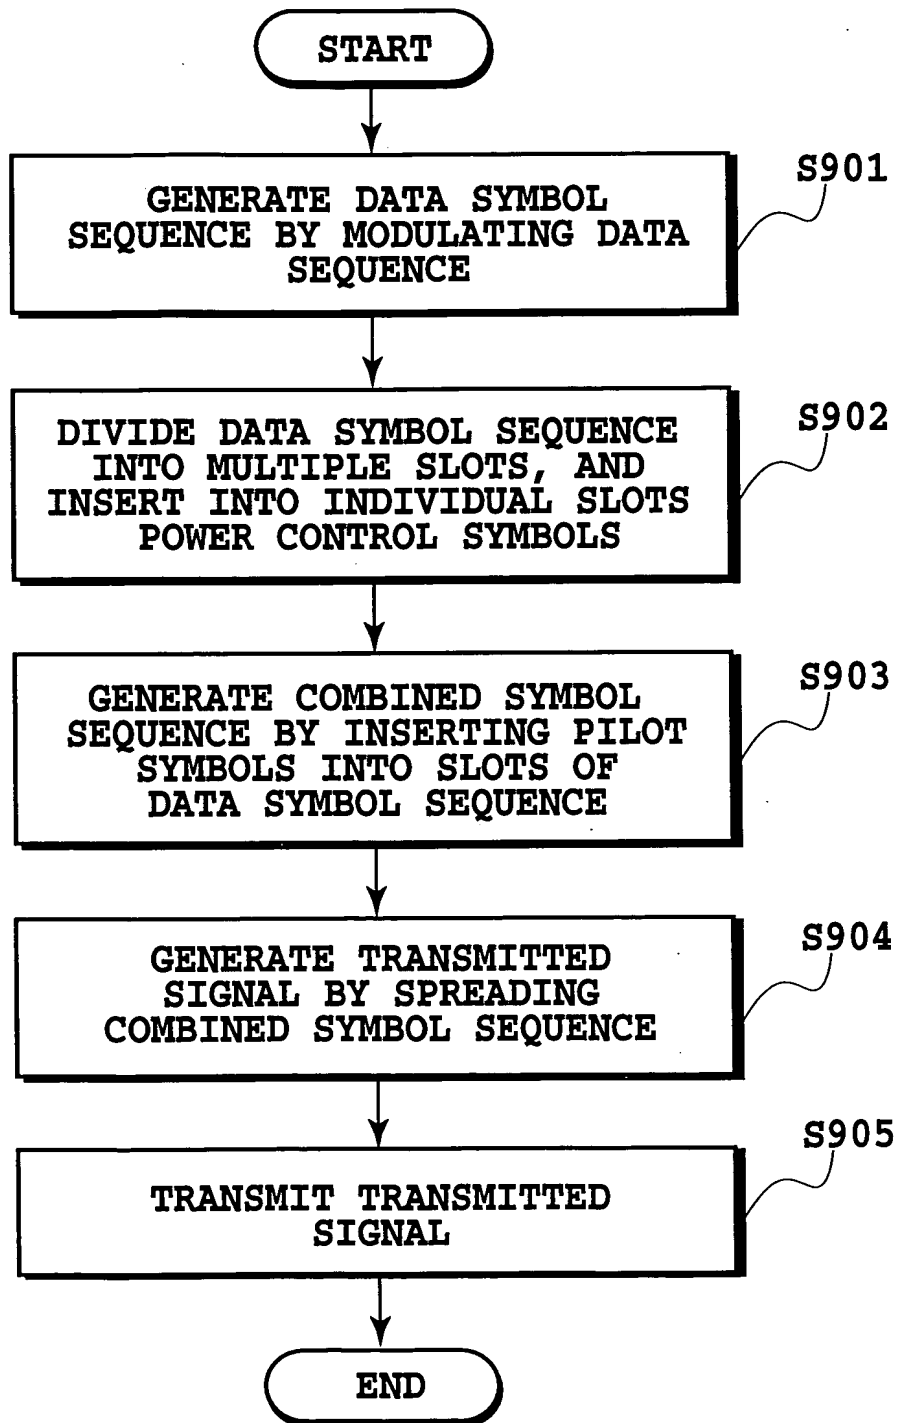 START
S901
GENERATE DATA SYMBOL
SEQUENCE BY MODULATING DATA
SEQUENCE
S902
DIVIDE DATA SYMBOL SEQUENCE
INTO MULTIPLE SLOTS, AND
INSERT INTO INDIVIDUAL SLOTS
POWER CONTROL SYMBOLS
S903
GENERATE COMBINED SYMBOL
SEQUENCE BY INSERTING PILOT
SYMBOLS INTO SLOTS OF
DATA SYMBOL SEQUENCE
S904
GENERATE TRANSMITTED
SIGNAL BY SPREADING
COMBINED SYMBOL SEQUENCE
S905
TRANSMIT TRANSMITTED
SIGNAL
END